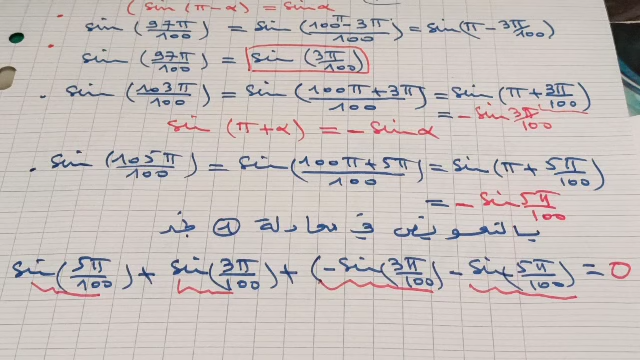 (sin(π-α) = sinα
sin (97π/100) = sin (100π-3π/100) = sin(π - 3π/100)
sin (97π/100) = sin (3π/100)
. sin (103π/100) = sin (100π+3π/100) = sin (π + 3π/100)
= - sin 3π/100
sin (π+α) = - sinα
. sin (105π/100) = sin(100π+5π/100) = sin (π + 5π/100)
= - sin 5π/100
بالتعويض في معادلة ① نجد
sin(5π/100) + sin(3π/100) + (-sin(3π/100) - sin(5π/100) = 0